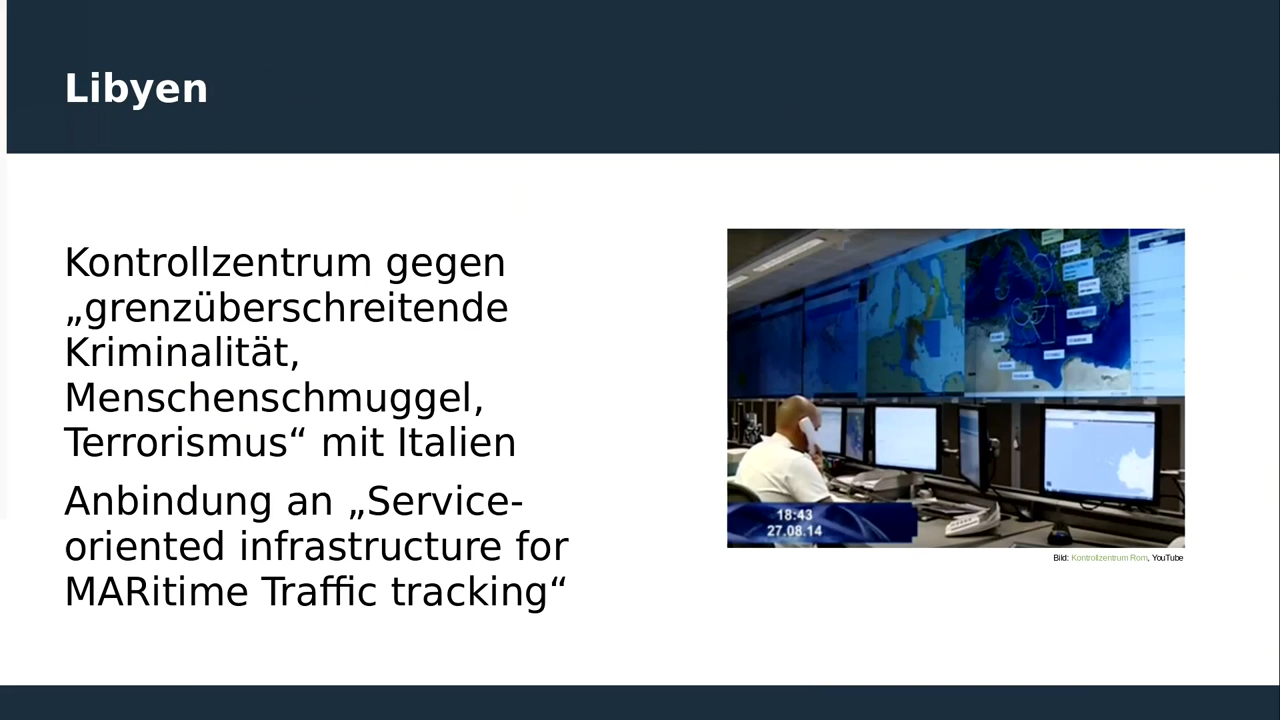 Libyen
Kontrollzentrum gegen
„grenzüberschreitende
Kriminalität,
Menschenschmuggel,
Terrorismus“ mit Italien
Anbindung an „Service-
oriented infrastructure for
MARitime Traffic tracking“
18:43
27.08.14
Bild: Kontrollzentrum Rom, YouTube